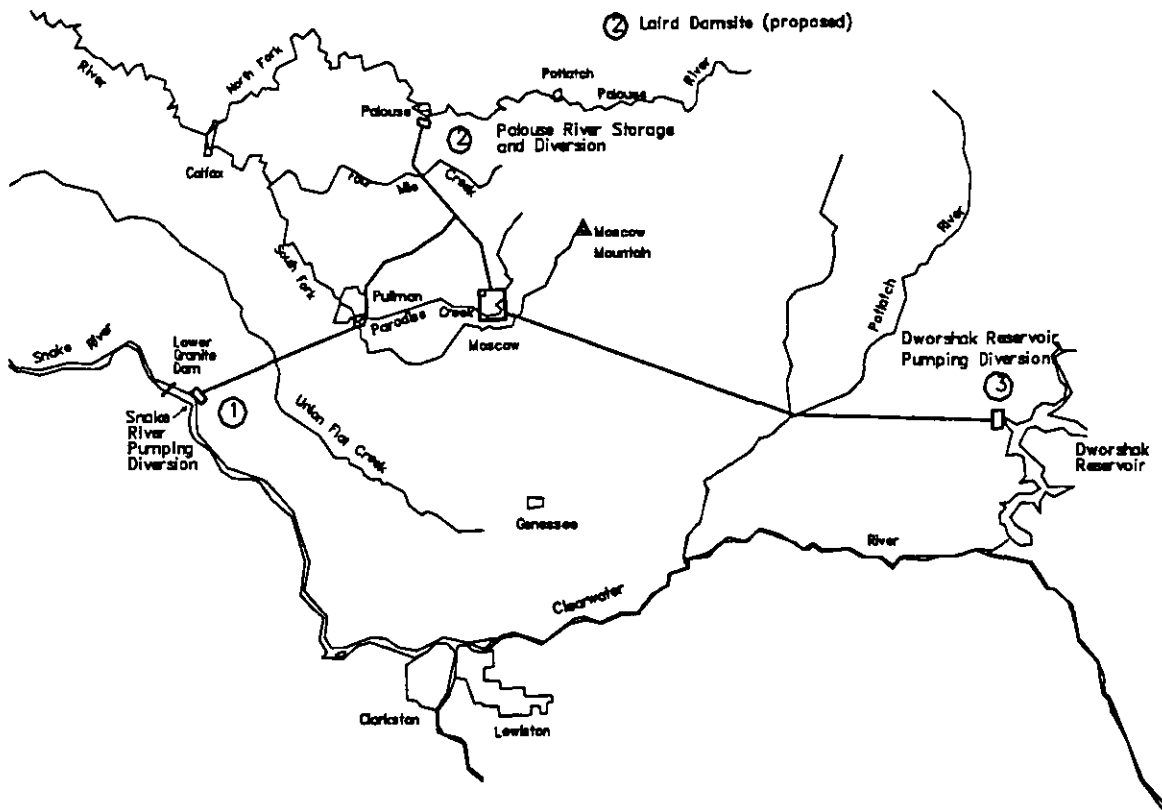 2 Laird Damsite (proposed)
River
North Fork
Potlatch
River
Palouse
Palouse
2 Palouse River Storage
and Diversion
Colfax
Four Mile Creek
Moscow
Mountain
River
South Fork
Potlatch
Pullman
Paradise Creek
Moscow
Snake River
Lower
Granite
Dam
Dworshak Reservoir
Pumping Diversion
3
1
Snake
River
Pumping
Diversion
Union Flat Creek
Dworshak
Reservoir
Genessee
River
Clearwater
Clarkston
Lewiston